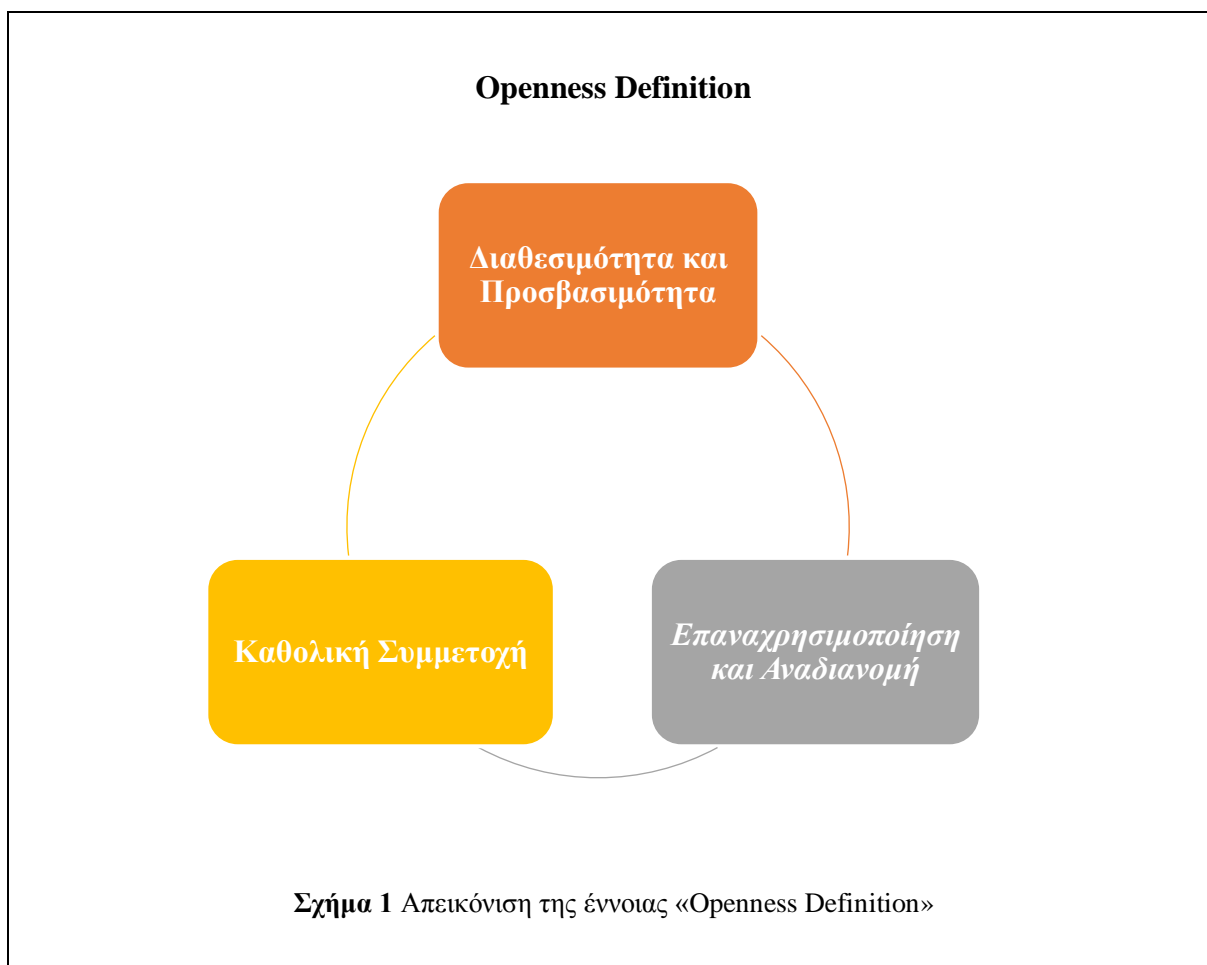 Openness Definition
Διαθεσιμότητα και
Προσβασιμότητα
Καθολική Συμμετοχή
Επαναχρησιμοποίηση
και Αναδιανομή
Σχήμα 1 Απεικόνιση της έννοιας «Openness Definition»